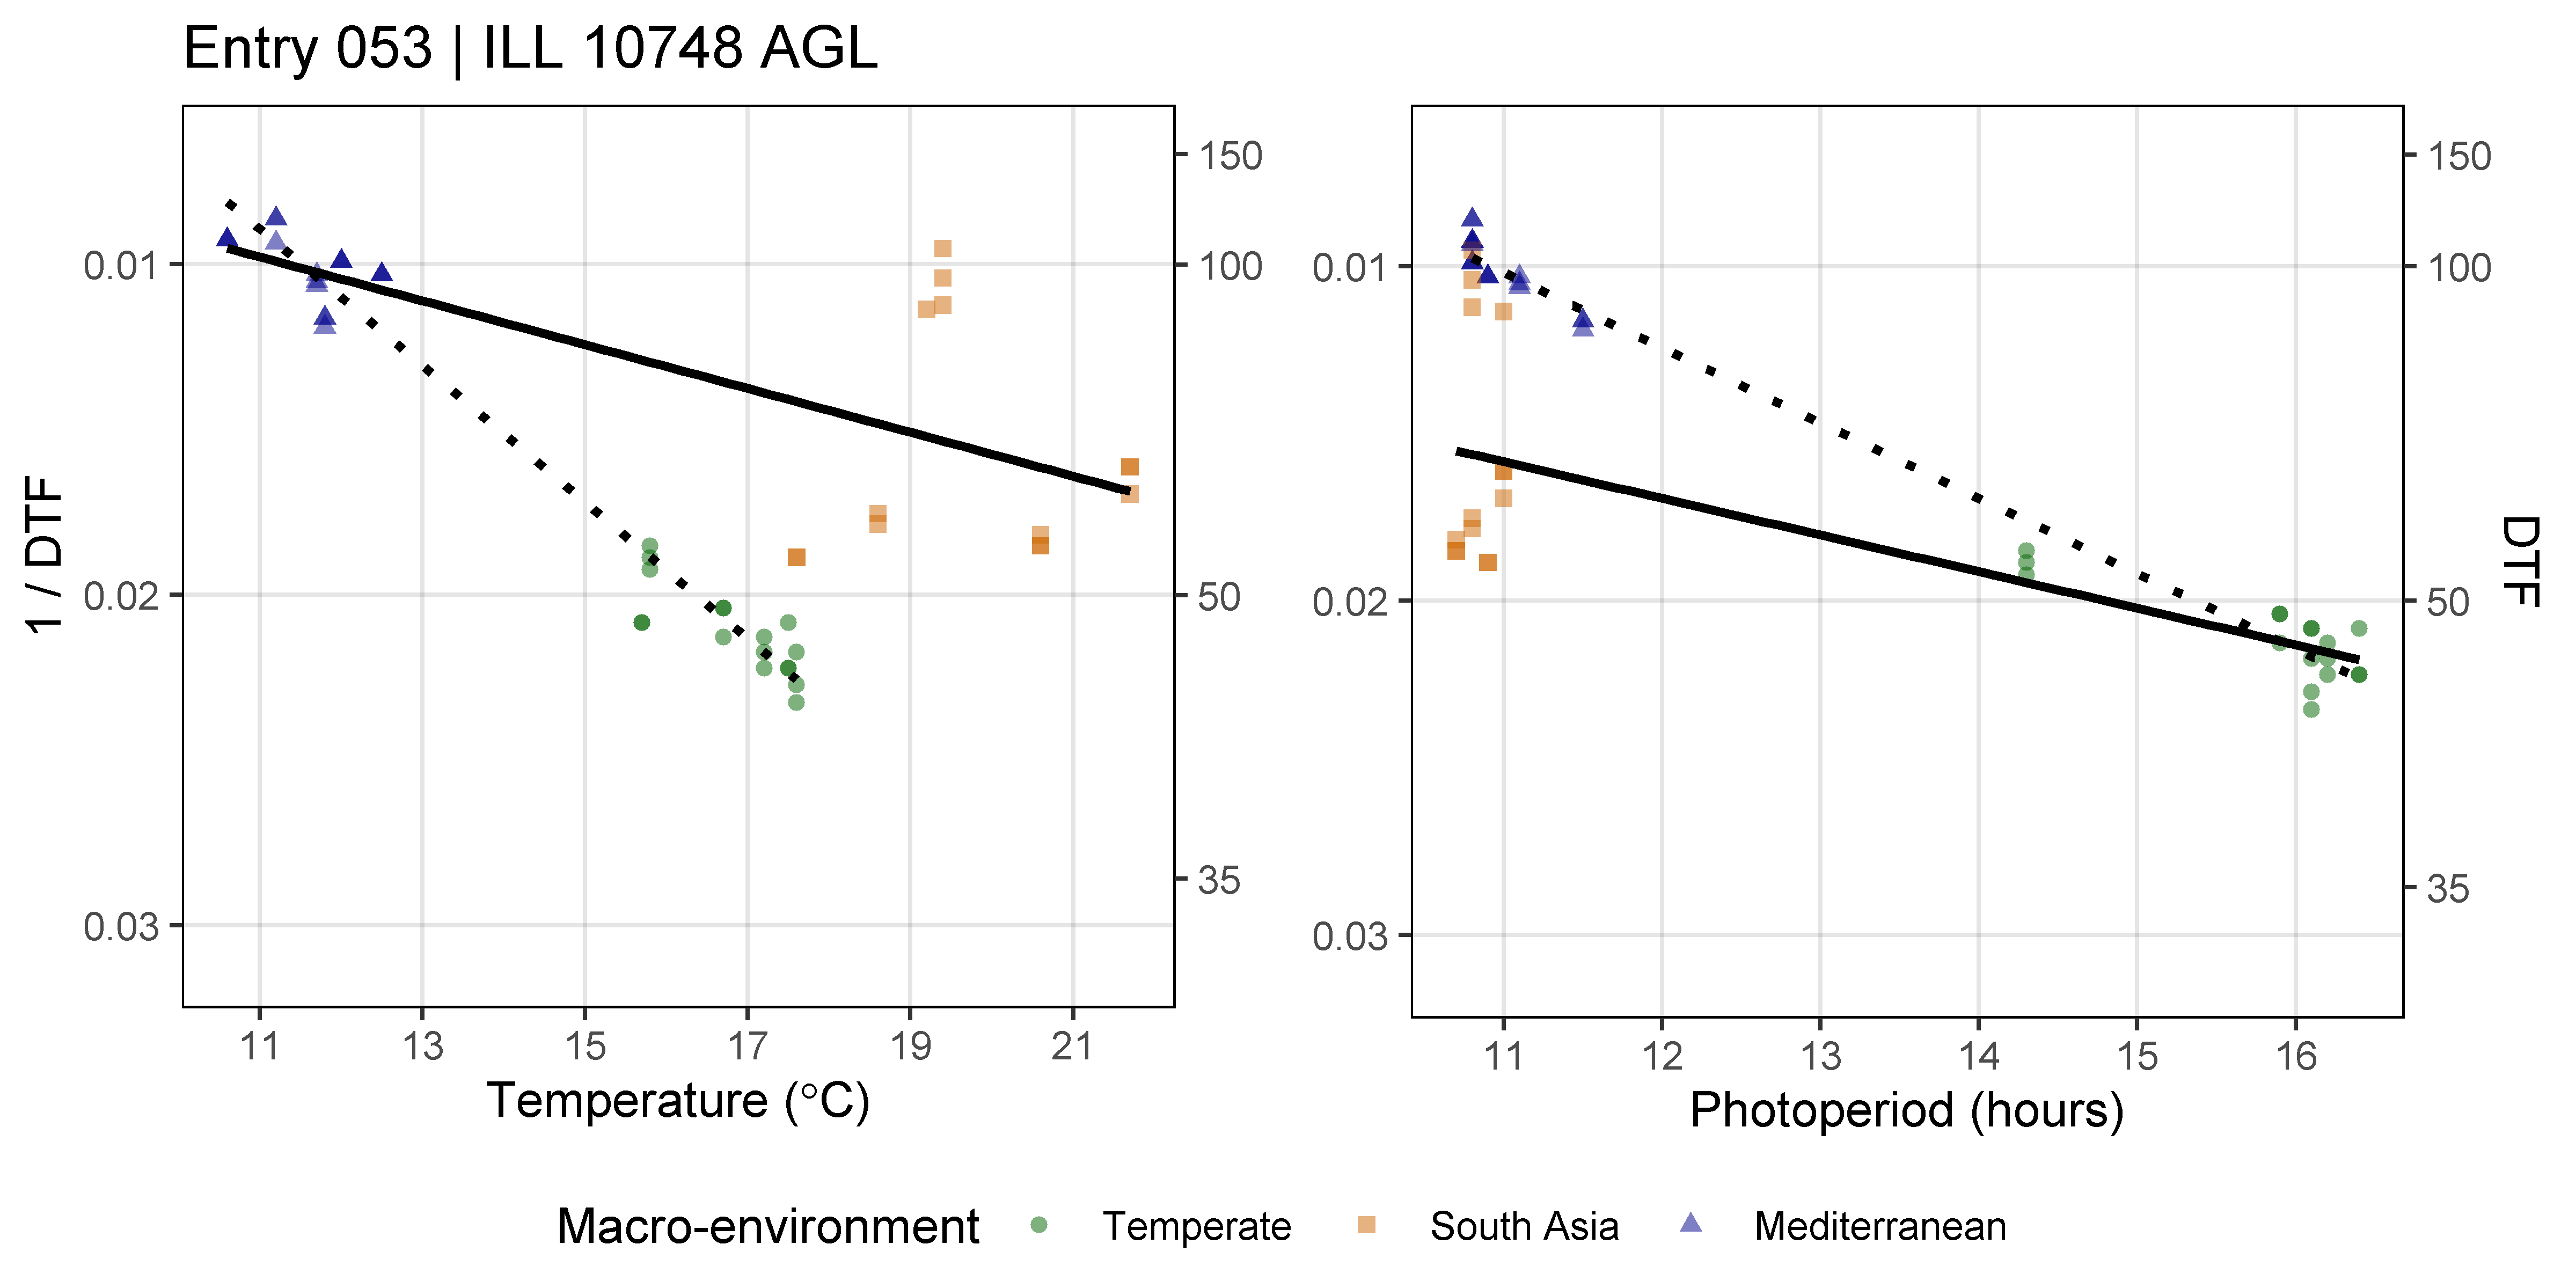 Entry 053 | ILL 10748 AGL
1 / DTF
0.01
0.02
0.03
150
100
50
35
11 13 15 17 19 21
Temperature (°C)
0.01
0.02
0.03
150
100
50
35
DTF
11 12 13 14 15 16
Photoperiod (hours)
Macro-environment Temperate South Asia Mediterranean